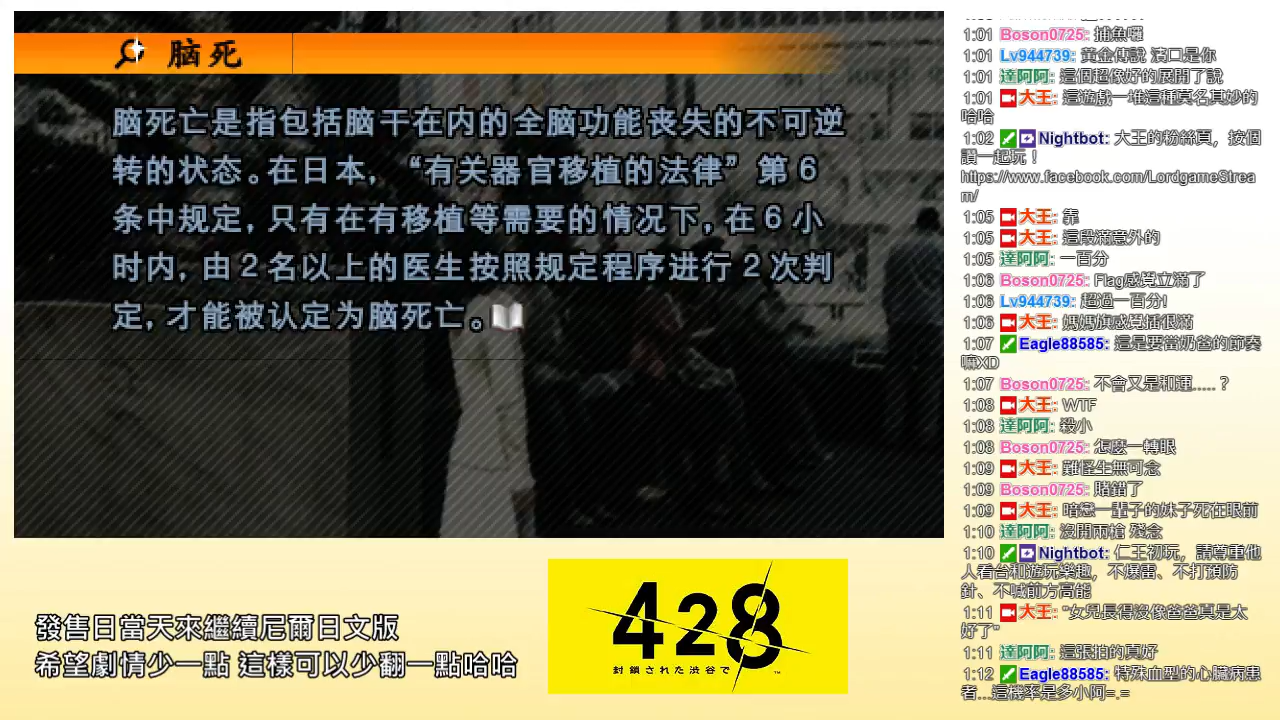 脑死
脑死亡是指包括脑干在内的全脑功能丧失的不可逆
转的状态。在日本，“有关器官移植的法律”第6
条中规定，只有在有移植等需要的情况下，在6小
时内，由2名以上的医生按照规定程序进行2次判
定，才能被认定为脑死亡。
發售日當天來繼續尼爾日文版
希望劇情少一點 這樣可以少翻一點哈哈
428
封鎖された渋谷で
TM
1:01 Boson0725: 捕魚囉
1:01 Lv944739: 黃金傳說 濱口是你
1:01 達阿阿: 這個超像好的展開了說
1:01 大王: 這遊戲一堆這種莫名其妙的
哈哈
1:02 Nightbot: 大王的粉絲頁，按個
讚一起玩！
https://www.facebook.com/LordgameStrea
m/
1:05 大王: 靠
1:05 大王: 這段滿意外的
1:05 達阿阿: 一百分
1:06 Boson0725: Flag感覺立滿了
1:06 Lv944739: 超過一百分!
1:06 大王: 媽媽旗感覺插很滿
1:07 Eagle88585: 這是要當奶爸的節奏
嘛XD
1:07 Boson0725: 不會又是和運.....？
1:08 大王: WTF
1:08 達阿阿: 殺小
1:08 Boson0725: 怎麼一轉眼
1:09 大王: 難怪生無可念
1:09 Boson0725: 賭錯了
1:09 大王: 暗戀一輩子的妹子死在眼前
1:10 達阿阿: 沒開兩槍 殘念
1:10 Nightbot: 仁王初玩，請尊重他
人看台和遊玩樂趣，不爆雷、不打預防
針、不喊前方高能
1:11 大王: "女兒長得沒像爸爸真是太
好了"
1:11 達阿阿: 這張拍的真好
1:12 Eagle88585: 特殊血型的心臟病患
者...這機率是多小阿=.=